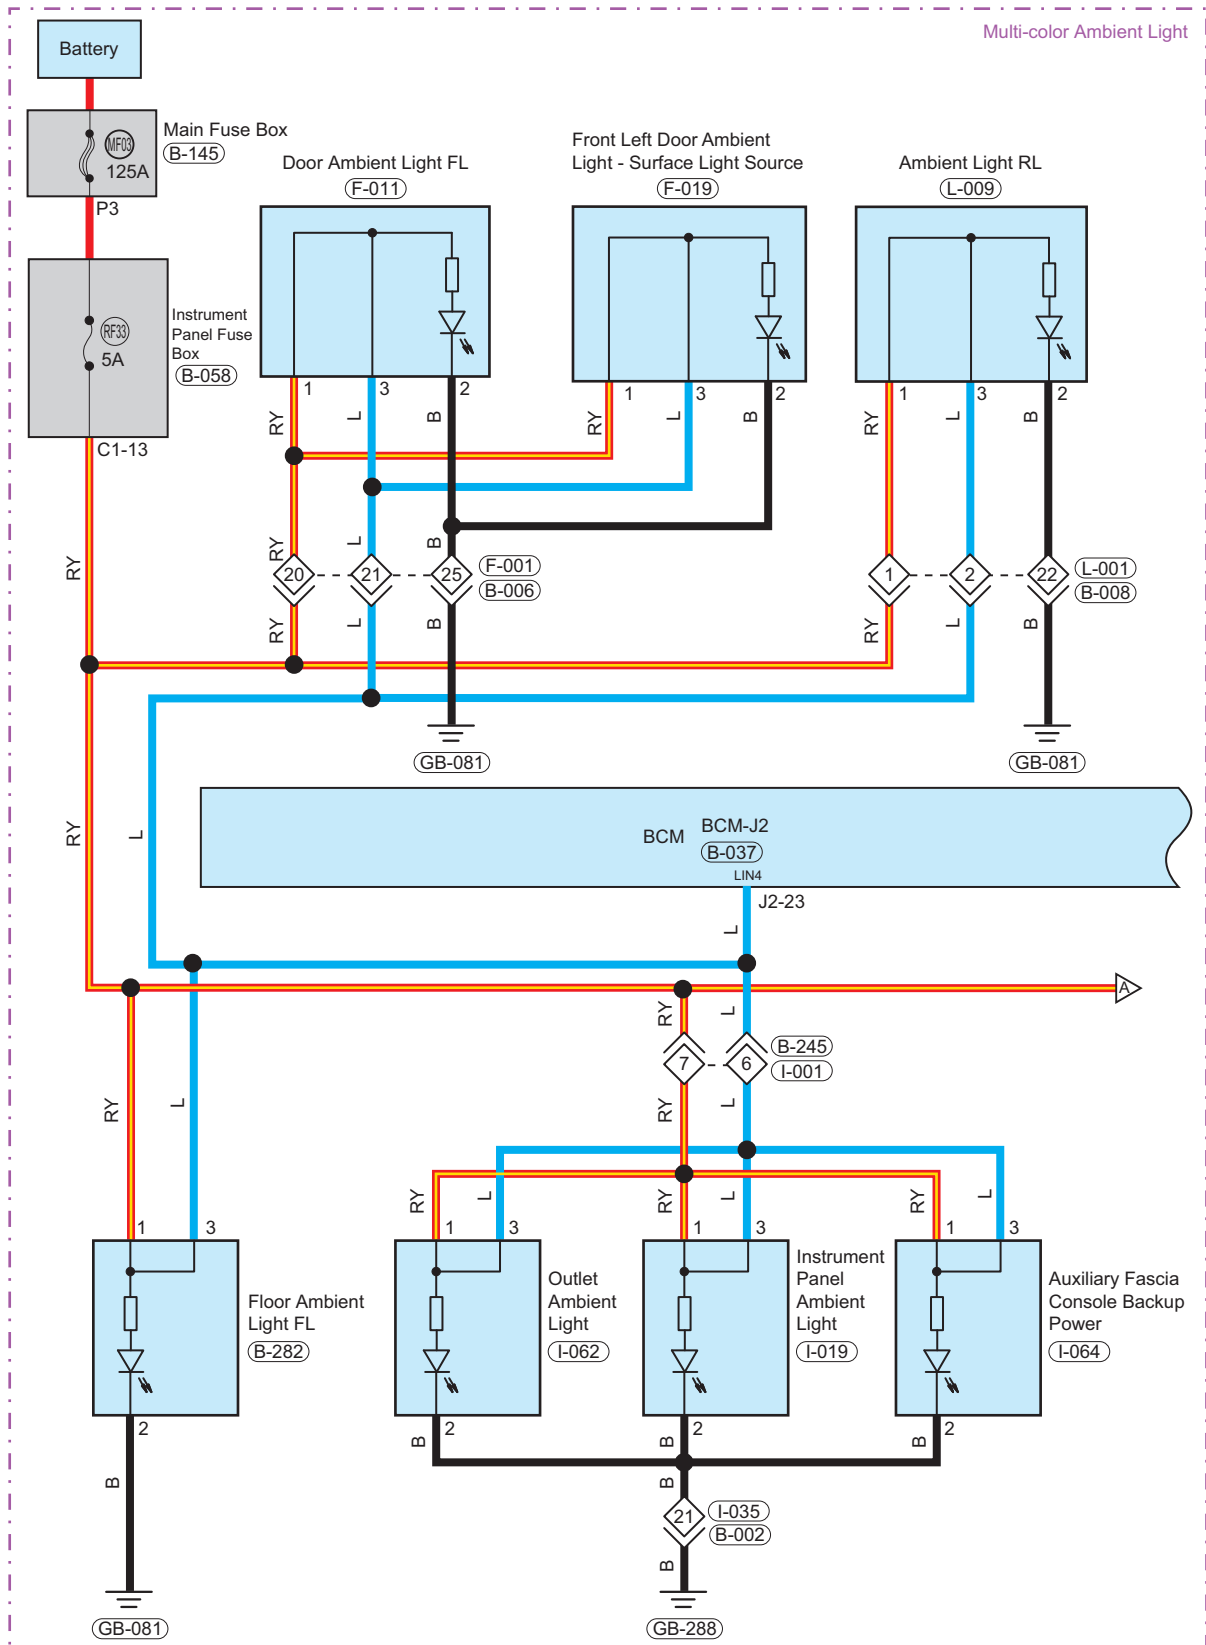 Multi-color Ambient Light
Battery
Main Fuse Box
B-145
MF03
125A
P3
Instrument
Panel Fuse
Box
B-058
RF33
5A
C1-13
Door Ambient Light FL
F-011
Front Left Door Ambient
Light - Surface Light Source
F-019
Ambient Light RL
L-009
1
3
2
1
3
2
1
3
2
RY
L
B
RY
L
B
RY
L
B
RY
L
B
20
21
25
F-001
B-006
1
2
22
L-001
B-008
RY
RY
L
B
RY
L
B
GB-081
GB-081
RY
L
BCM
BCM-J2
B-037
LIN4
J2-23
L
A
RY
L
7
6
B-245
I-001
RY
L
RY
L
RY
L
RY
L
RY
L
1
3
1
3
1
3
1
3
Floor Ambient
Light FL
B-282
Outlet
Ambient
Light
I-062
Instrument
Panel
Ambient
Light
I-019
Auxiliary Fascia
Console Backup
Power
I-064
2
2
2
2
B
B
B
B
B
21
I-035
B-002
B
GB-081
GB-288